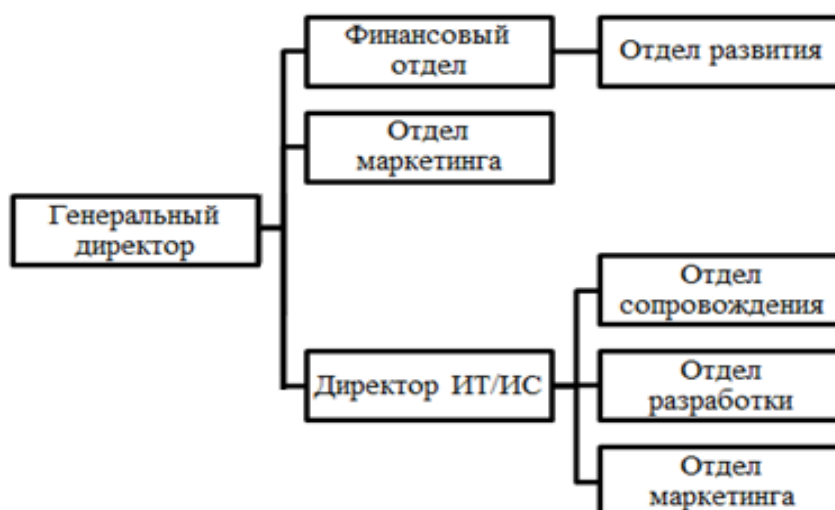 Финансовый
отдел
Отдел развития
Отдел
маркетинга
Генеральный
директор
Отдел
сопровождения
Директор ИТ/ИС
Отдел
разработки
Отдел
маркетинга